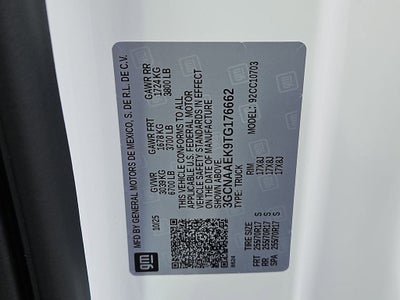 MFD BY GENERAL MOTORS DE MEXICO, S. DE R.L. DE C.V.
10/25 GVWR GAWR FRT GAWR RR
3039 KG 1678 KG 1724 KG
6700 LB 3700 LB 3800 LB
THIS VEHICLE CONFORMS TO ALL
APPLICABLE U.S. FEDERAL MOTOR
VEHICLE SAFETY STANDARDS IN EFFECT
ON THE DATE OF MANUFACTURE
SHOWN ABOVE.
3GCNAAEK9TG176662
TYPE: TRUCK MODEL: 92CC10703
gm
TIRE SIZE RIM
FRT 255/70R17 S 17X8J
RR 255/70R17 S 17X8J
SPA 255/70R17 S 17X8J